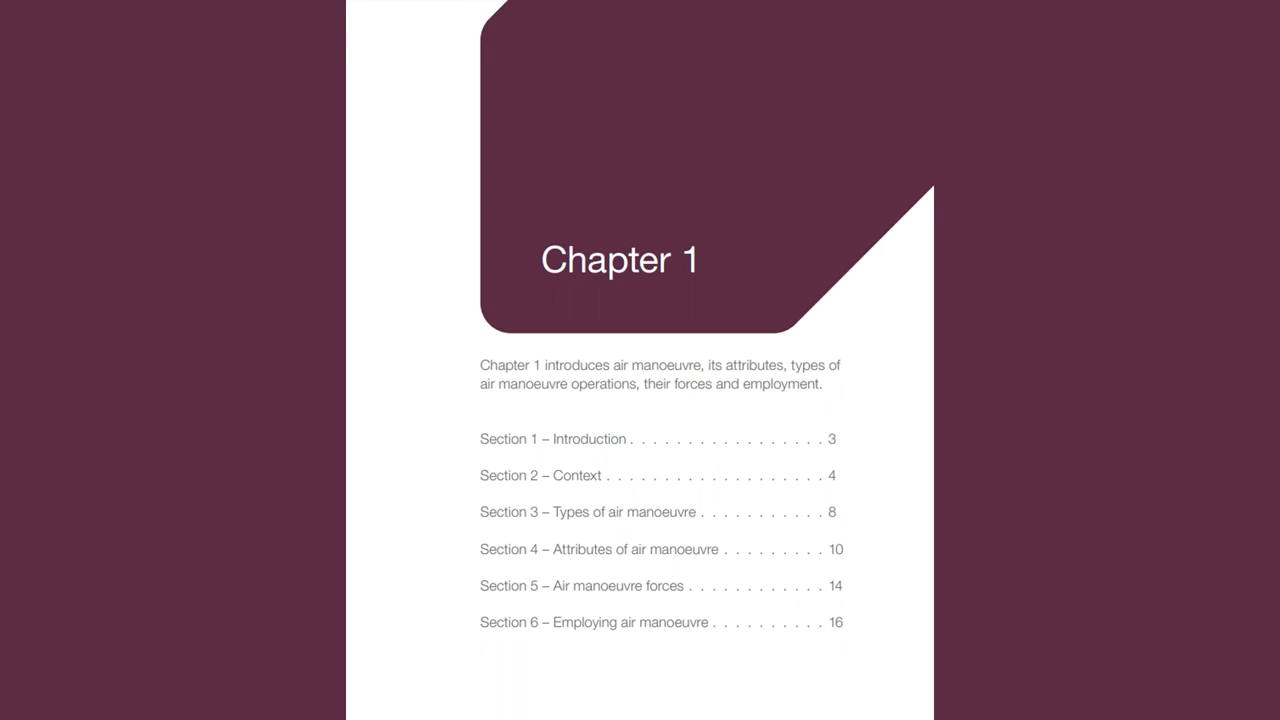 Chapter 1
Chapter 1 introduces air manoeuvre, its attributes, types of
air manoeuvre operations, their forces and employment.
Section 1 – Introduction . . . . . . . . . . . . . . . . . 3
Section 2 – Context . . . . . . . . . . . . . . . . . . . 4
Section 3 – Types of air manoeuvre . . . . . . . . . . . 8
Section 4 – Attributes of air manoeuvre . . . . . . . . . 10
Section 5 – Air manoeuvre forces . . . . . . . . . . . . 14
Section 6 – Employing air manoeuvre . . . . . . . . . . 16